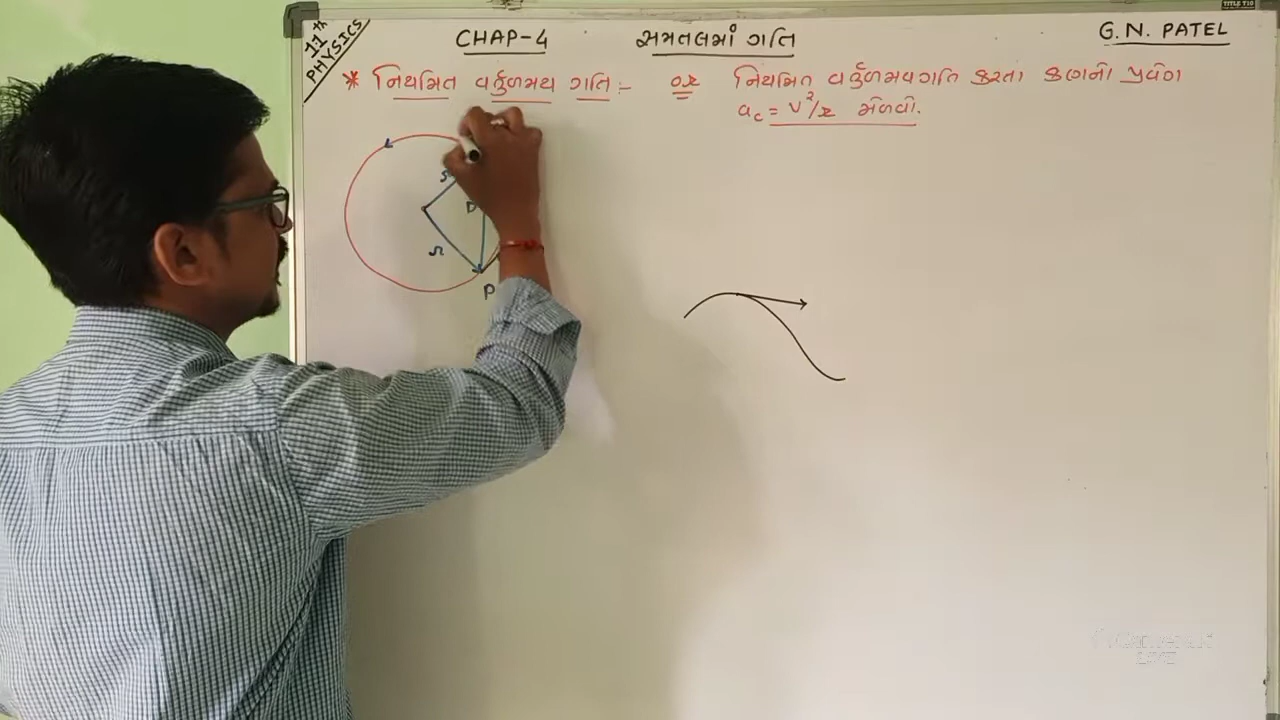 11th PHYSICS
CHAP-4 સમતલમાં ગતિ
G. N. PATEL
* નિયમિત વર્તુળમય ગતિ :- OR નિયમિત વર્તુળમયગતિ કરતા કણનો પ્રવેગ
ac = v²/r મેળવો.
r
P